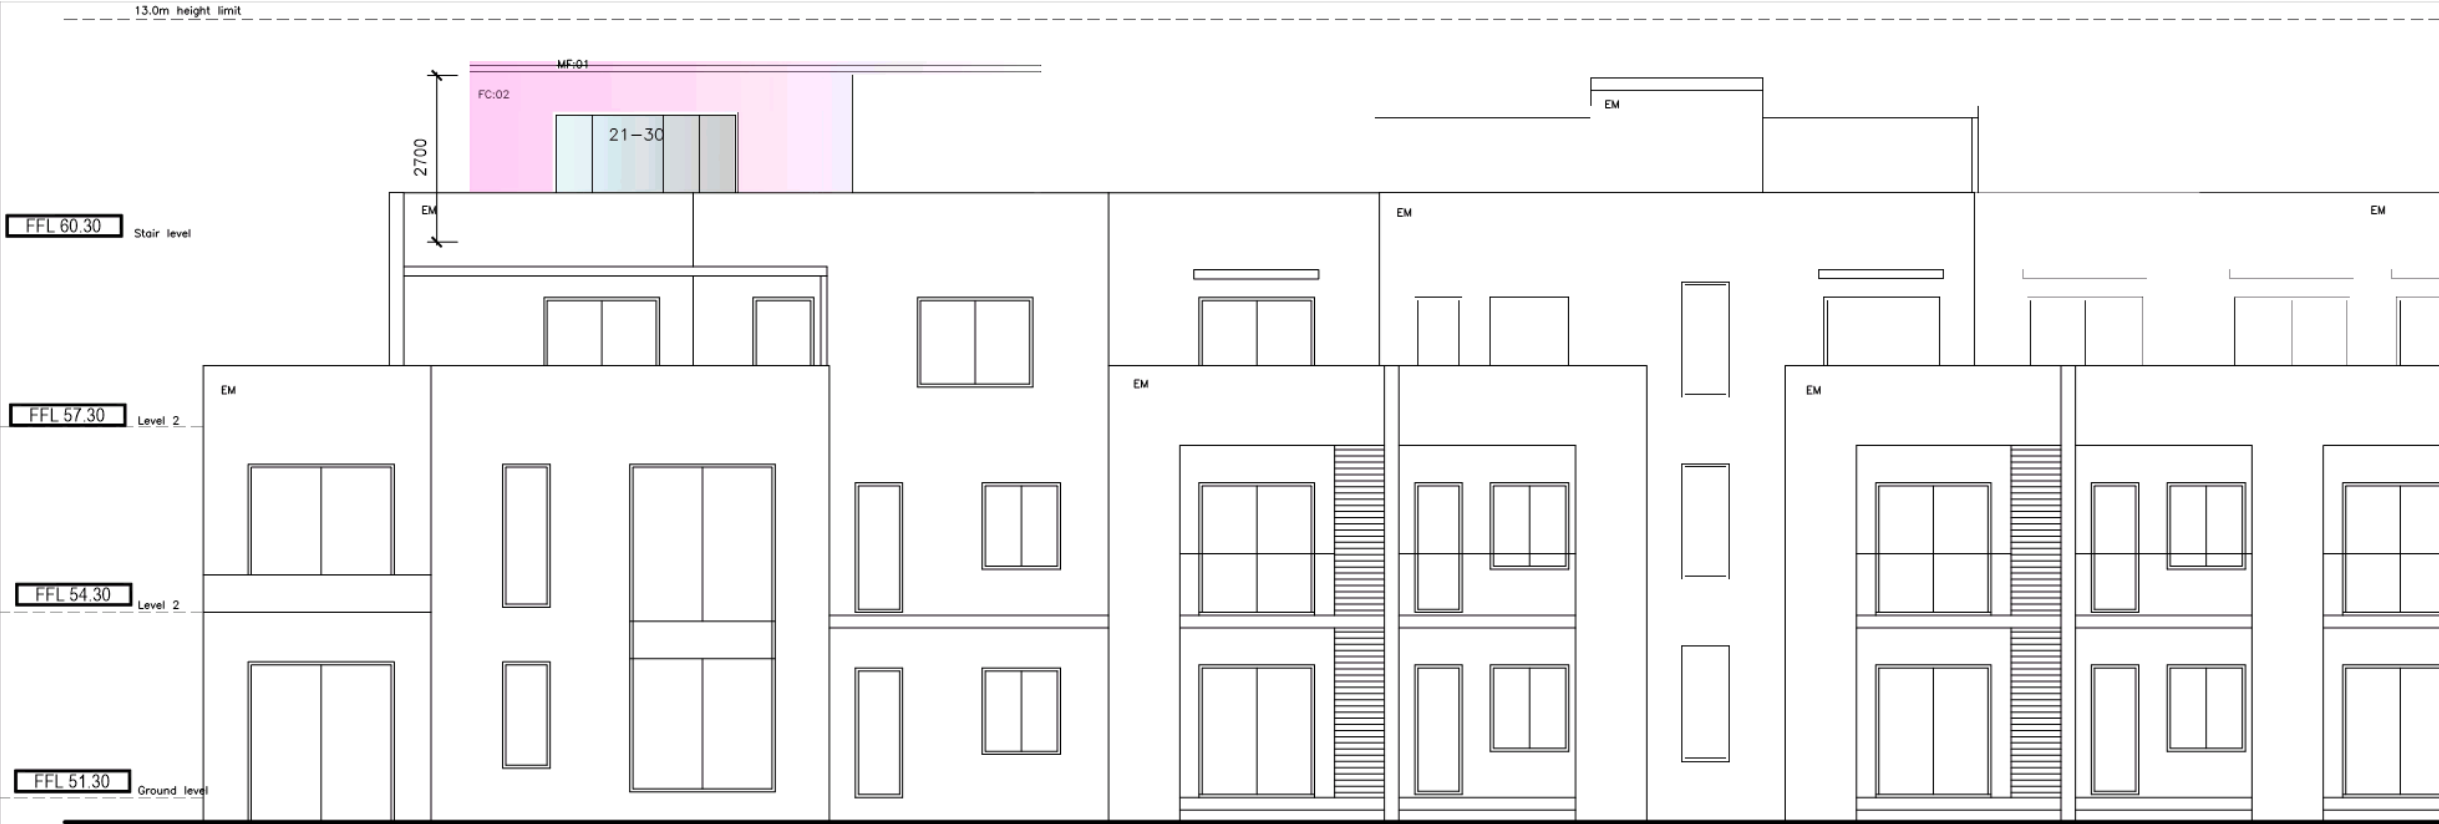 13.0m height limit
MF:01
FC:02
EM
21-30
2700
EM
EM
EM
FFL 60.30
Stair level
EM
EM
EM
FFL 57.30
Level 2
FFL 54.30
Level 2
FFL 51.30
Ground level